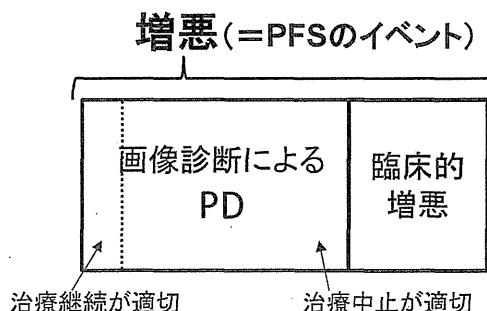 増悪(=PFSのイベント)
画像診断による
PD
臨床的
増悪
治療継続が適切
治療中止が適切